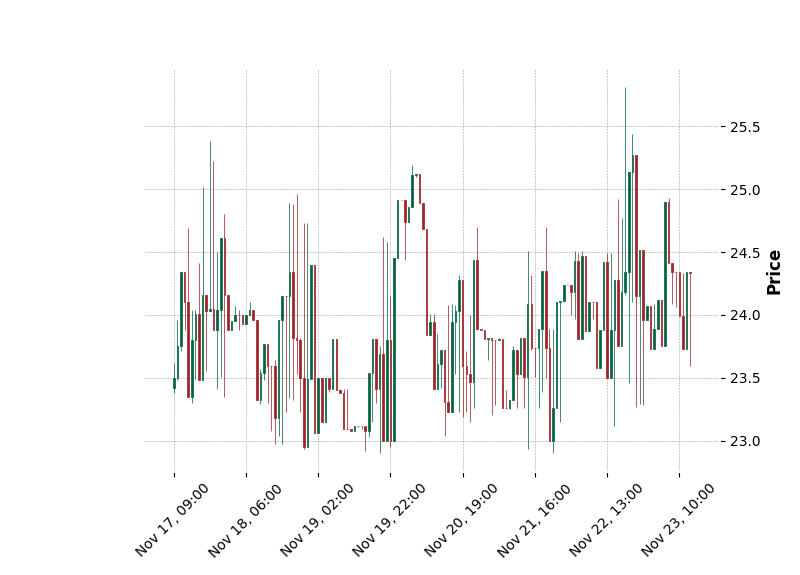 25.5
25.0
24.5
24.0
23.5
23.0
Price
Nov 17, 09:00
Nov 18, 06:00
Nov 19, 02:00
Nov 19, 22:00
Nov 20, 19:00
Nov 21, 16:00
Nov 22, 13:00
Nov 23, 10:00